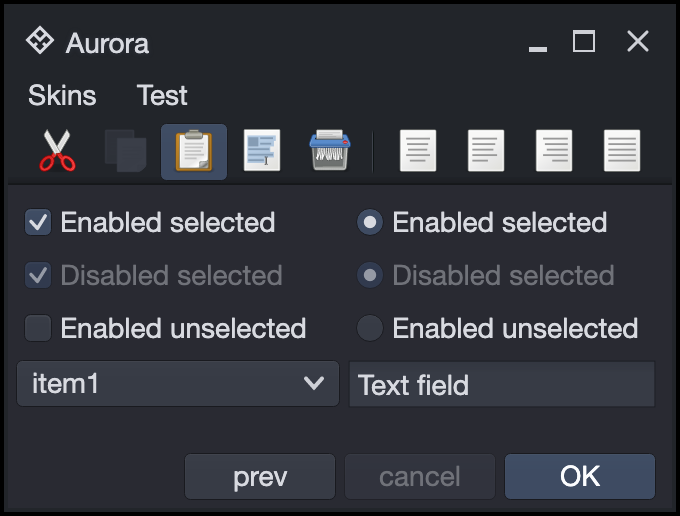 Aurora
Skins Test
Enabled selected Enabled selected
Disabled selected Disabled selected
Enabled unselected Enabled unselected
item1 Text field
prev cancel OK